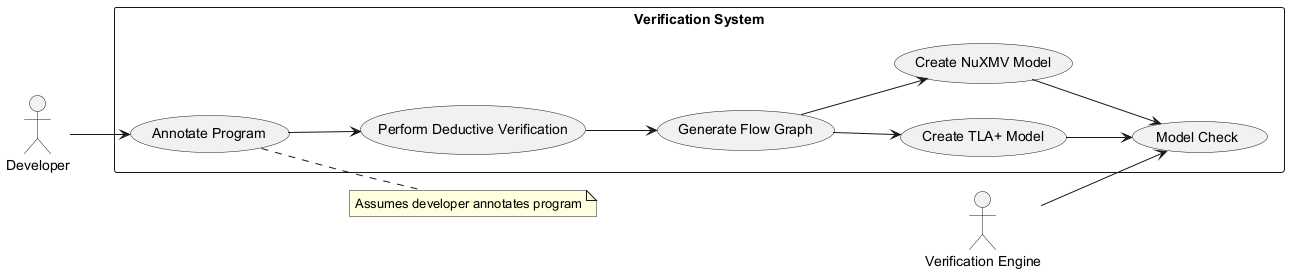 Verification System
Create NuXMV Model
Developer
Annotate Program
Perform Deductive Verification
Generate Flow Graph
Create TLA+ Model
Model Check
Assumes developer annotates program
Verification Engine